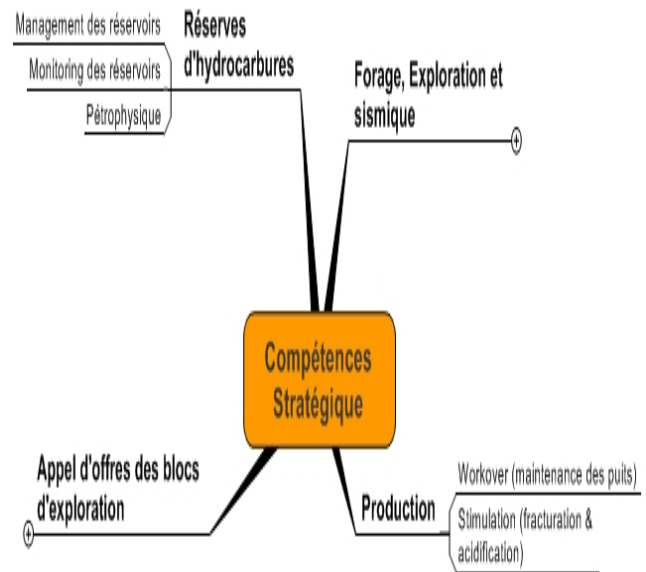 Management des réservoirs
Monitoring des réservoirs
Pétrophysique
Réserves
d'hydrocarbures
Forage, Exploration et
sismique
Compétences
Stratégique
Appel d'offres des blocs
d'exploration
Production
Workover (maintenance des puits)
Stimulation (fracturation &
acidification)